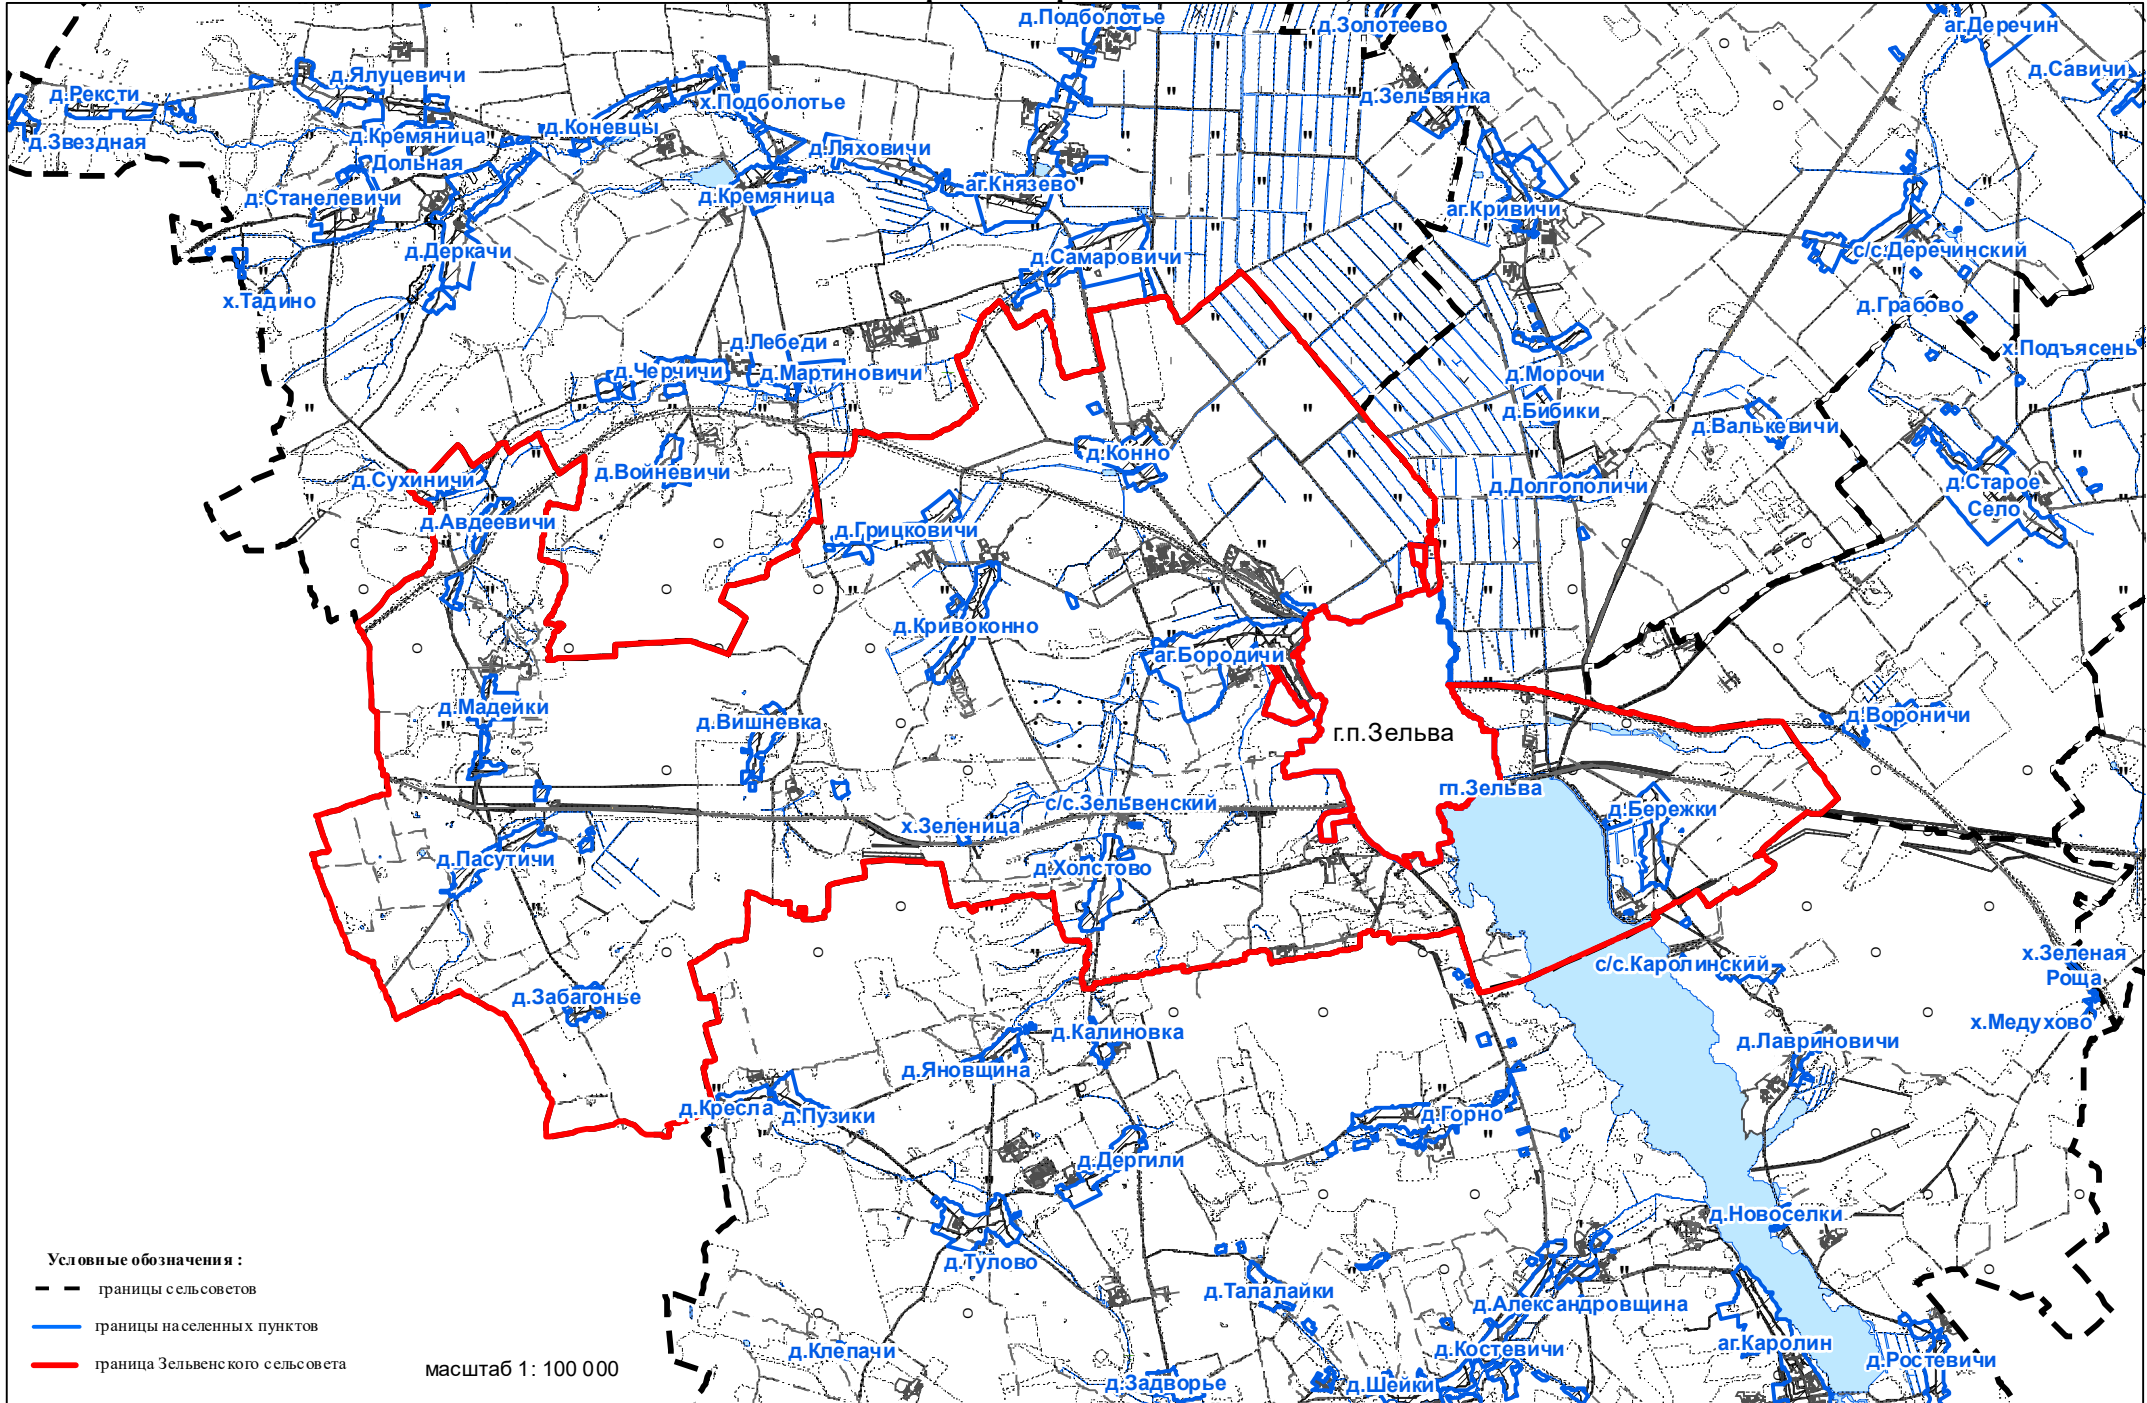 д.Подболотье
д.Золотеево
аг.Деречин
д.Ялуцевичи
д.Савичи
д.Рексти
х.Подболотье
д.Зельвянка
д.Звездная
д.Кремяница
Дольная
д.Коневцы
д.Ляховичи
аг.Князево
д.Станелевичи
д.Кремяница
аг.Кривичи
д.Деркачи
д.Самаровичи
с/с.Деречинский
х.Тадино
д.Грабово
д.Лебеди
х.Подъясень
д.Черчичи
д.Мартиновичи
д.Морочи
д.Бибики
д.Валькевичи
д.Конно
д.Сухиничи
д.Войневичи
д.Долгополичи
д.Старое
Село
д.Авдеевичи
д.Грицковичи
д.Кривоконно
аг.Бородичи
д.Мадейки
д.Вишневка
д.Вороничи
г.п.Зельва
гп.Зельва
с/с.Зельвенский
д.Бережки
х.Зеленица
д.Пасутичи
д.Холстово
с/с.Каролинский
х.Зеленая
Роща
д.Забагонье
х.Медухово
д.Калиновка
д.Лавриновичи
д.Яновщина
д.Кресла
д.Пузики
д.Горно
д.Дергили
д.Новоселки
д.Тулово
д.Талалайки
д.Александровщина
д.Клепачи
д.Костевичи
аг.Каролин
д.Ростевичи
д.Задворье
д.Шейки
Условные обозначения :
границы сельсоветов
границы населенных пунктов
граница Зельвенского сельсовета
масштаб 1: 100 000